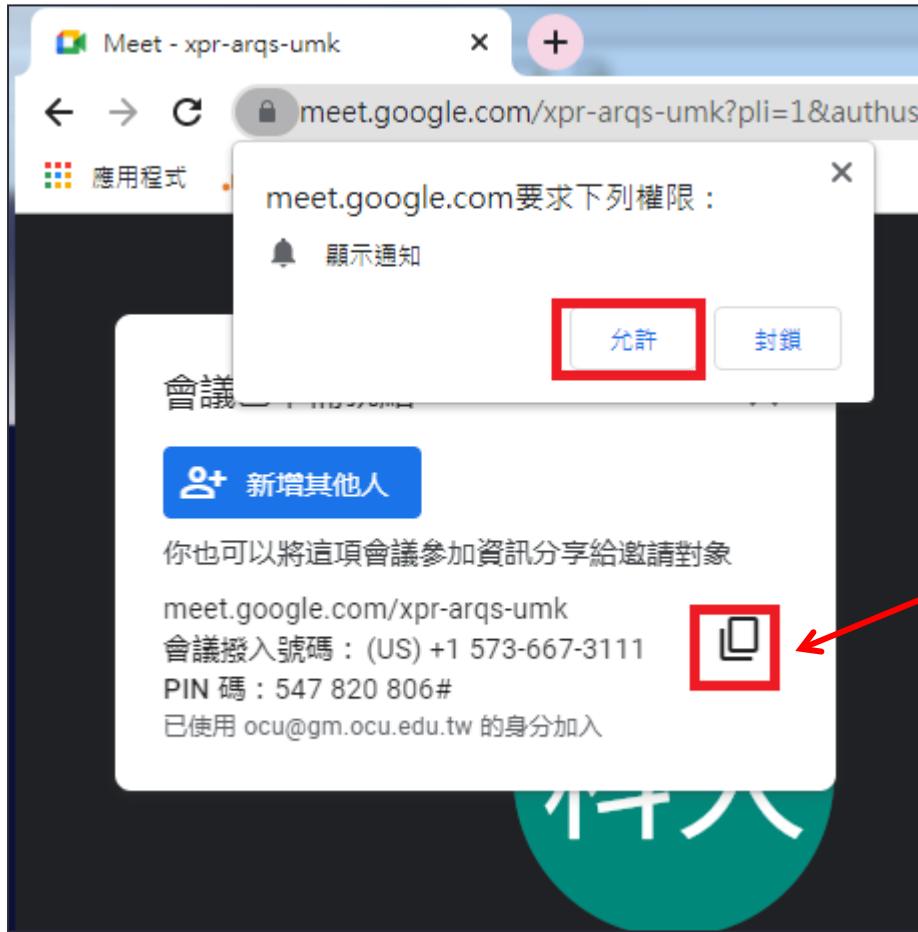 Meet - xpr-arqs-umk
meet.google.com/xpr-arqs-umk?pli=1&authus
應用程式
meet.google.com要求下列權限：
顯示通知
允許 封鎖
會議
新增其他人
你也可以將這項會議參加資訊分享給邀請對象
meet.google.com/xpr-arqs-umk
會議撥入號碼：(US) +1 573-667-3111
PIN 碼：547 820 806#
已使用 ocu@gm.ocu.edu.tw 的身分加入
科大